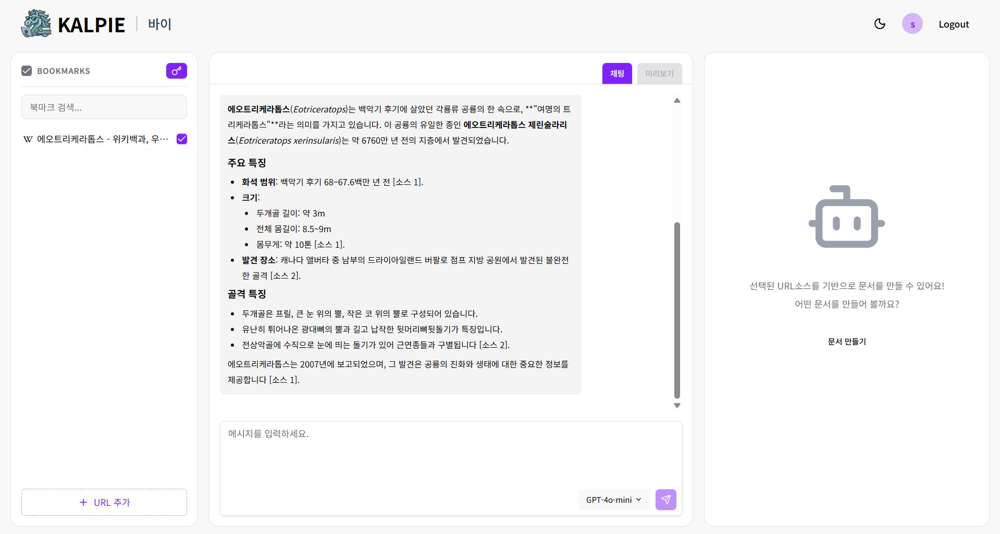 KALPIE
바이
s
Logout
BOOKMARKS
북마크 검색...
W 에오트리케라톱스 - 위키백과, 우…
URL 추가
채팅
미리보기
에오트리케라톱스(Eotriceratops)는 백악기 후기에 살았던 각룡류 공룡의 한 속으로, **"여명의 트
리케라톱스"**라는 의미를 가지고 있습니다. 이 공룡의 유일한 종인 에오트리케라톱스 제린술라리
스(Eotriceratops xerinsularis)는 약 6760만 년 전의 지층에서 발견되었습니다.
주요 특징
• 화석 범위: 백악기 후기 68–67.6백만 년 전 [소스 1].
• 크기:
• 두개골 길이: 약 3m
• 전체 몸길이: 8.5~9m
• 몸무게: 약 10톤 [소스 1].
• 발견 장소: 캐나다 앨버타 중 남부의 드라이아일랜드 버팔로 점프 지방 공원에서 발견된 불완전
한 골격 [소스 2].
골격 특징
• 두개골은 프릴, 큰 눈 위의 뿔, 작은 코 위의 뿔로 구성되어 있습니다.
• 유난히 튀어나온 광대뼈의 뿔과 길고 납작한 뒷머리뼈뒷돌기가 특징입니다.
• 전상악골에 수직으로 눈에 띄는 돌기가 있어 근연종들과 구별됩니다 [소스 2].
에오트리케라톱스는 2007년에 보고되었으며, 그 발견은 공룡의 진화와 생태에 대한 중요한 정보를
제공합니다 [소스 1].
메시지를 입력하세요.
GPT-4o-mini
선택된 URL소스를 기반으로 문서를 만들 수 있어요!
어떤 문서를 만들어 볼까요?
문서 만들기